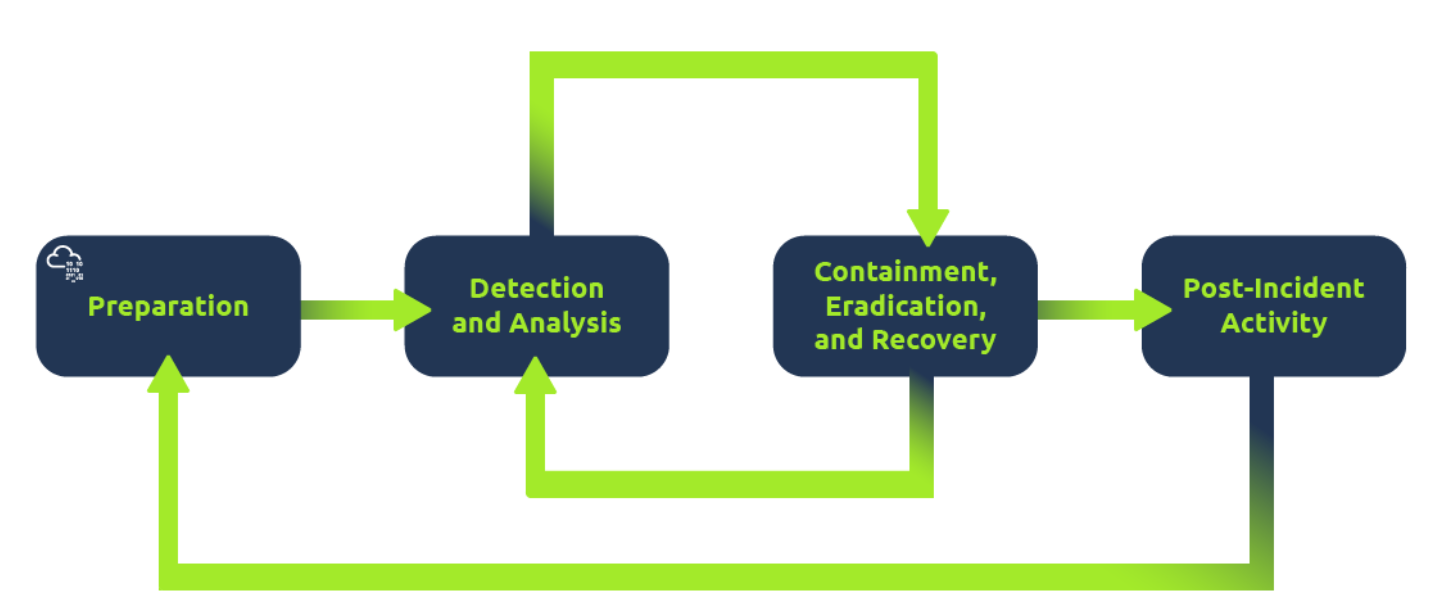 Preparation
Detection
and Analysis
Containment,
Eradication,
and Recovery
Post-Incident
Activity